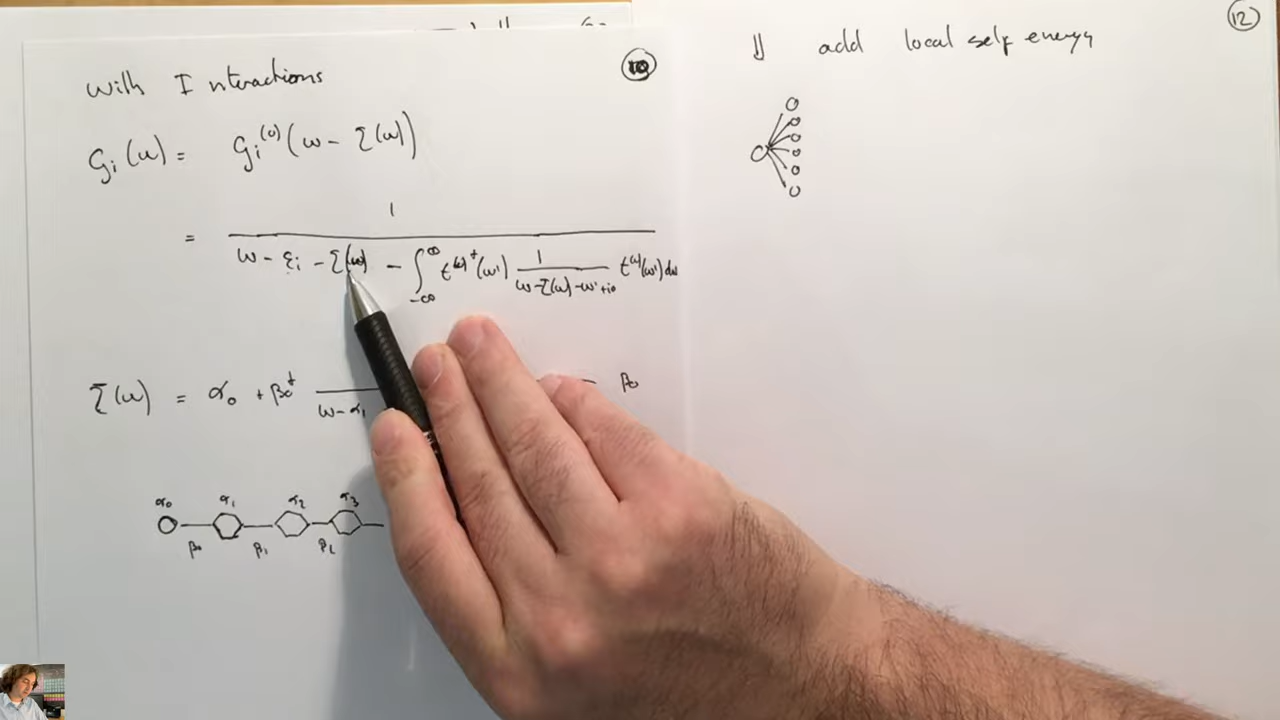 With Interactions
10
G_i(ω) = G_i^(0)(ω - Σ(ω))
= 1 / (ω - ε_i - Σ(ω) - ∫_{-∞}^{∞} t^(i)†(ω') 1/(ω-Σ(ω)-ω'+i0) t^(i)(ω') dω
Σ(ω) = α_0 + β_0† / (ω - α_1 β_0
α_0 α_1 α_2 α_3
β_0 β_1 β_2
12
⇓ add local self energy